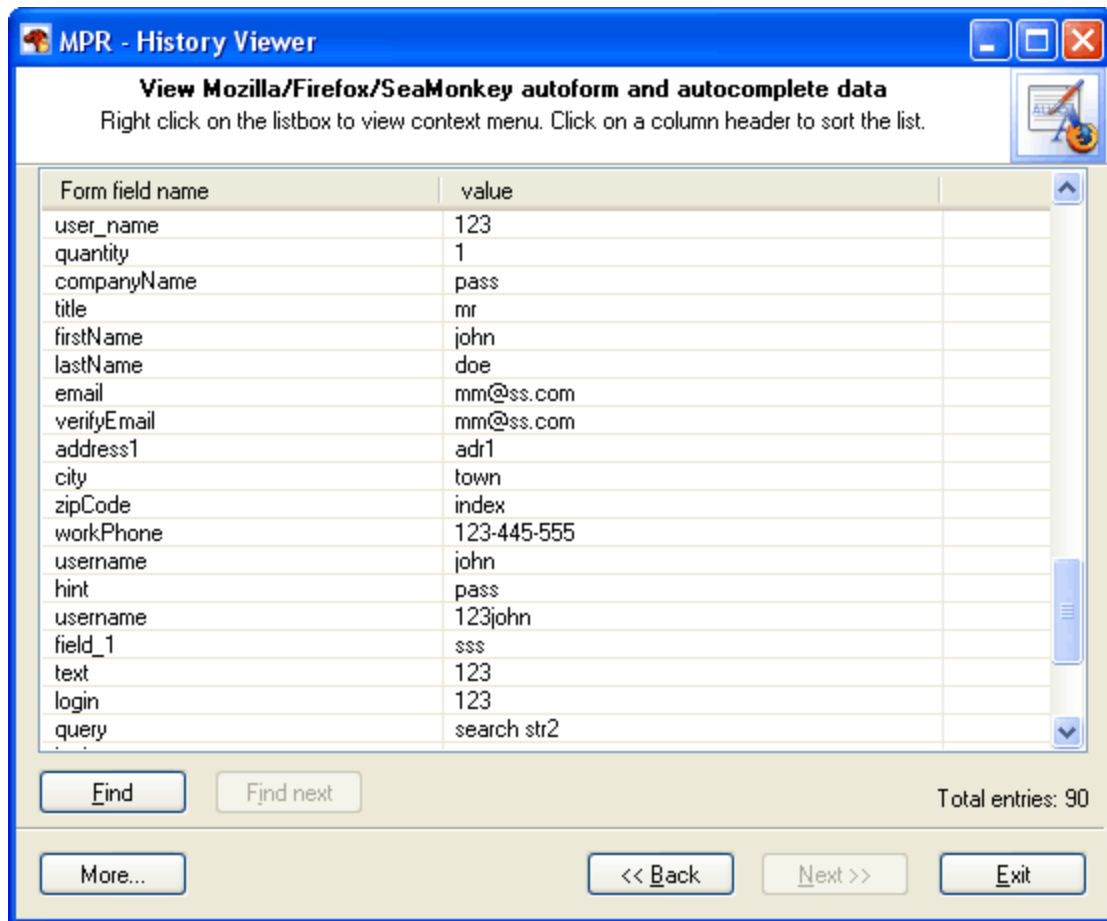 MPR - History Viewer
View Mozilla/Firefox/SeaMonkey autoform and autocomplete data
Right click on the listbox to view context menu. Click on a column header to sort the list.
Form field name value
user_name 123
quantity 1
companyName pass
title mr
firstName john
lastName doe
email mm@ss.com
verifyEmail mm@ss.com
address1 adr1
city town
zipCode index
workPhone 123-445-555
username john
hint pass
username 123john
field_1 sss
text 123
login 123
query search str2
Find Find next Total entries: 90
More... << Back Next >> Exit